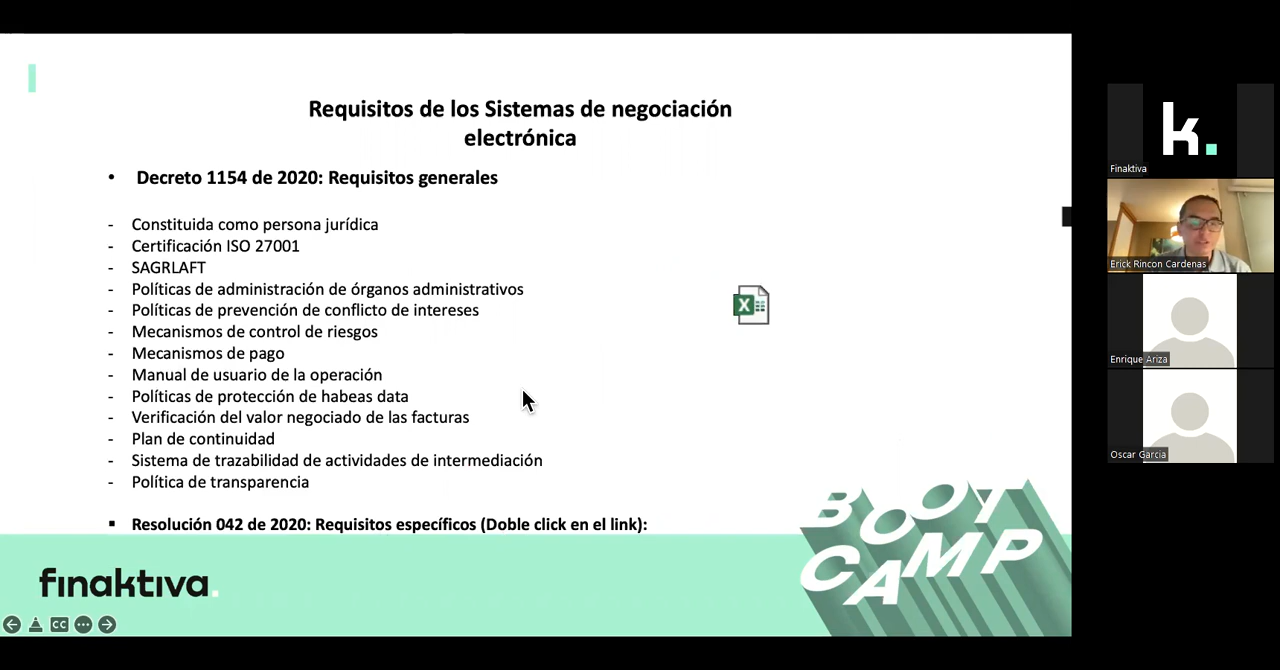 Requisitos de los Sistemas de negociación
electrónica
• Decreto 1154 de 2020: Requisitos generales
- Constituida como persona jurídica
- Certificación ISO 27001
- SAGRLAFT
- Políticas de administración de órganos administrativos
- Políticas de prevención de conflicto de intereses
- Mecanismos de control de riesgos
- Mecanismos de pago
- Manual de usuario de la operación
- Políticas de protección de habeas data
- Verificación del valor negociado de las facturas
- Plan de continuidad
- Sistema de trazabilidad de actividades de intermediación
- Política de transparencia
▪ Resolución 042 de 2020: Requisitos específicos (Doble click en el link):
X
finaktiva.
BOOT
CAMP
CC
k.
Finaktiva
Erick Rincon Cardenas
Enrique Ariza
Oscar Garcia